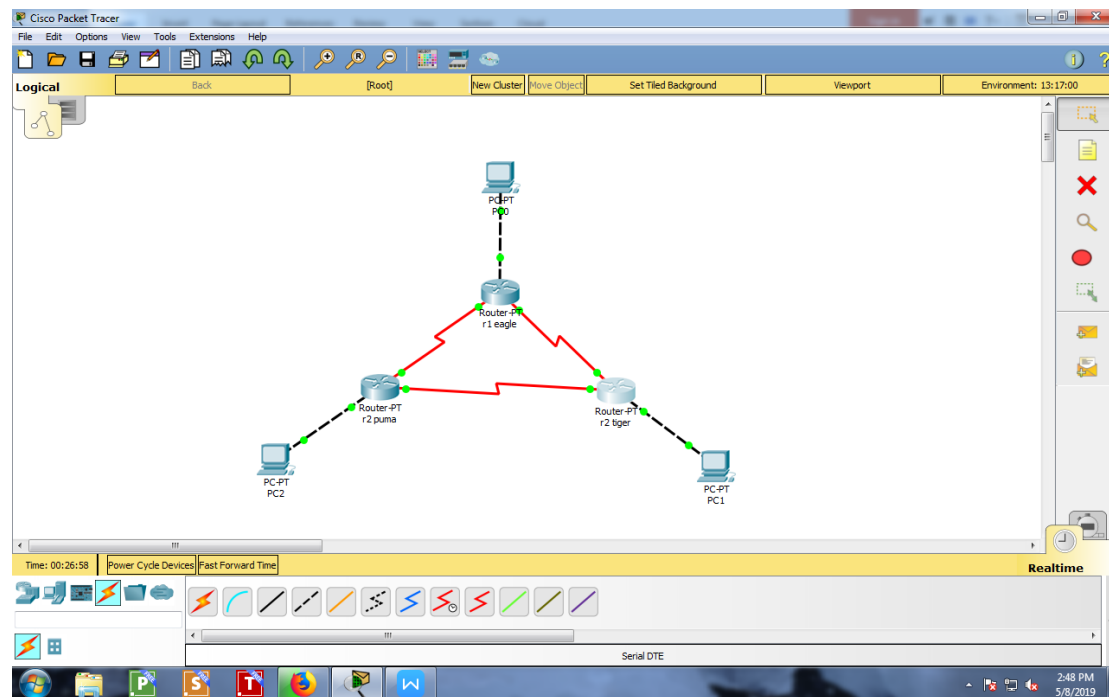 Cisco Packet Tracer
File Edit Options View Tools Extensions Help
Logical Back [Root] New Cluster Move Object Set Tiled Background Viewport Environment: 13:17:00
PC-PT
PC0
Router-PT
r1 eagle
Router-PT
r2 puma
Router-PT
r2 tiger
PC-PT
PC2
PC-PT
PC1
Time: 00:26:58 Power Cycle Devices Fast Forward Time Realtime
Serial DTE
2:48 PM
5/8/2019